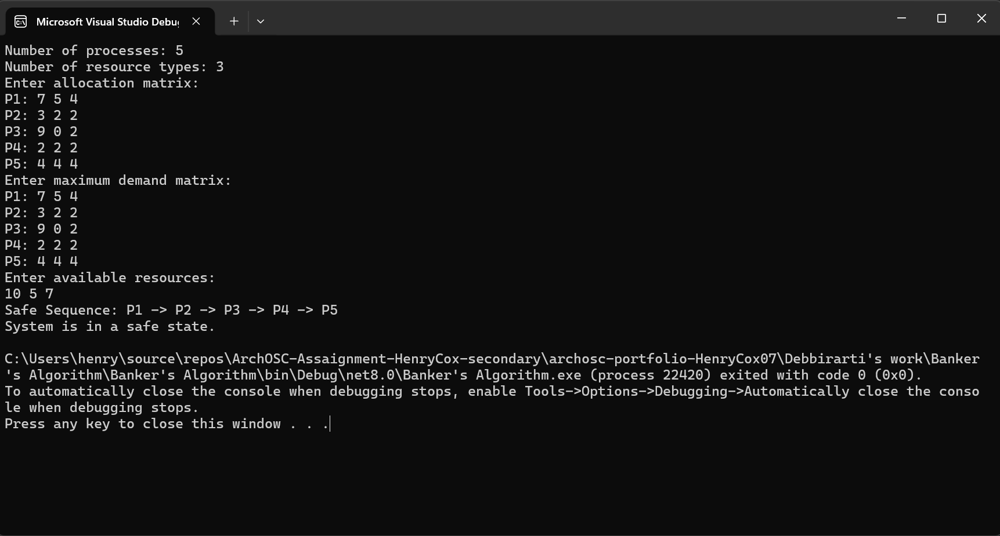 Microsoft Visual Studio Debu
Number of processes: 5
Number of resource types: 3
Enter allocation matrix:
P1: 7 5 4
P2: 3 2 2
P3: 9 0 2
P4: 2 2 2
P5: 4 4 4
Enter maximum demand matrix:
P1: 7 5 4
P2: 3 2 2
P3: 9 0 2
P4: 2 2 2
P5: 4 4 4
Enter available resources:
10 5 7
Safe Sequence: P1 -> P2 -> P3 -> P4 -> P5
System is in a safe state.
C:\Users\henry\source\repos\ArchOSC-Assaignment-HenryCox-secondary\archosc-portfolio-HenryCox07\Debbirarti's work\Banker
's Algorithm\Banker's Algorithm\bin\Debug\net8.0\Banker's Algorithm.exe (process 22420) exited with code 0 (0x0).
To automatically close the console when debugging stops, enable Tools->Options->Debugging->Automatically close the conso
le when debugging stops.
Press any key to close this window . . .